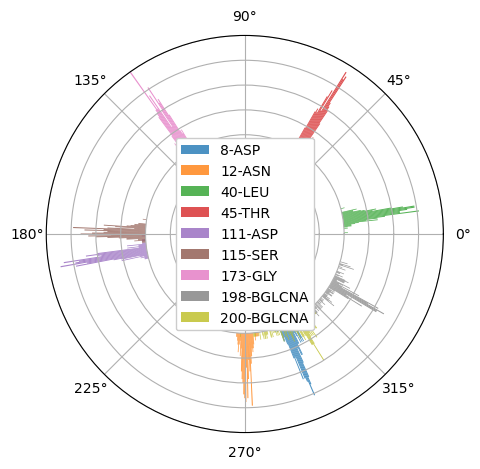 90°
135°
45°
8-ASP
12-ASN
40-LEU
45-THR
111-ASP
115-SER
173-GLY
198-BGLCNA
200-BGLCNA
180°
0°
225°
315°
270°